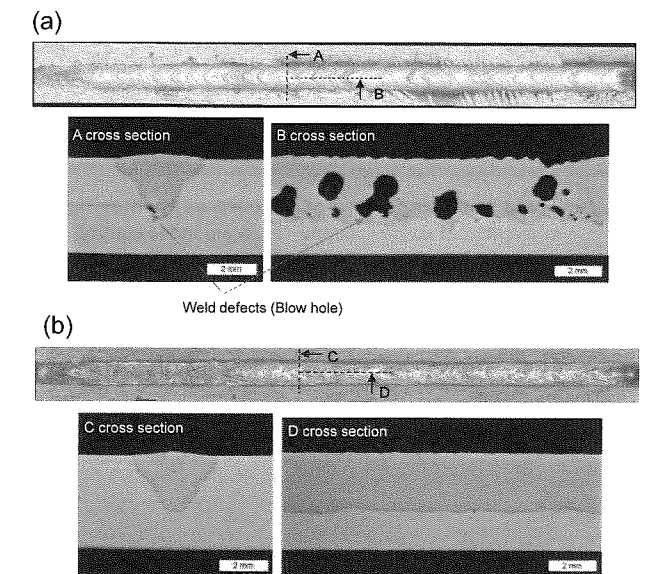 (a)
A
B
A cross section
B cross section
2 mm
2 mm
Weld defects (Blow hole)
(b)
C
D
C cross section
D cross section
2 mm
2 mm